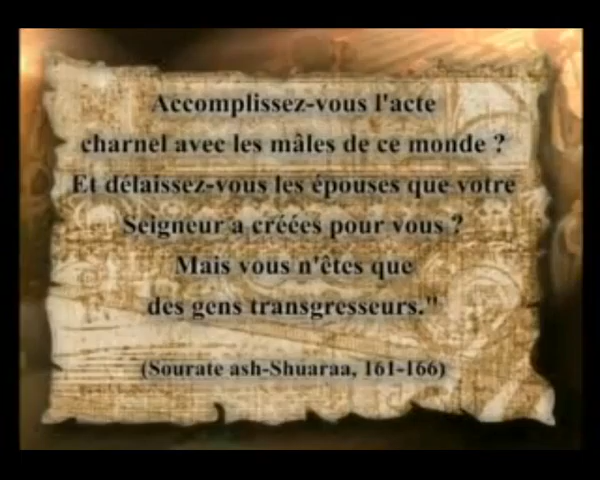 Accomplissez-vous l'acte
charnel avec les mâles de ce monde ?
Et délaissez-vous les épouses que votre
Seigneur a créées pour vous ?
Mais vous n'êtes que
des gens transgresseurs."
(Sourate ash-Shuaraa, 161-166)